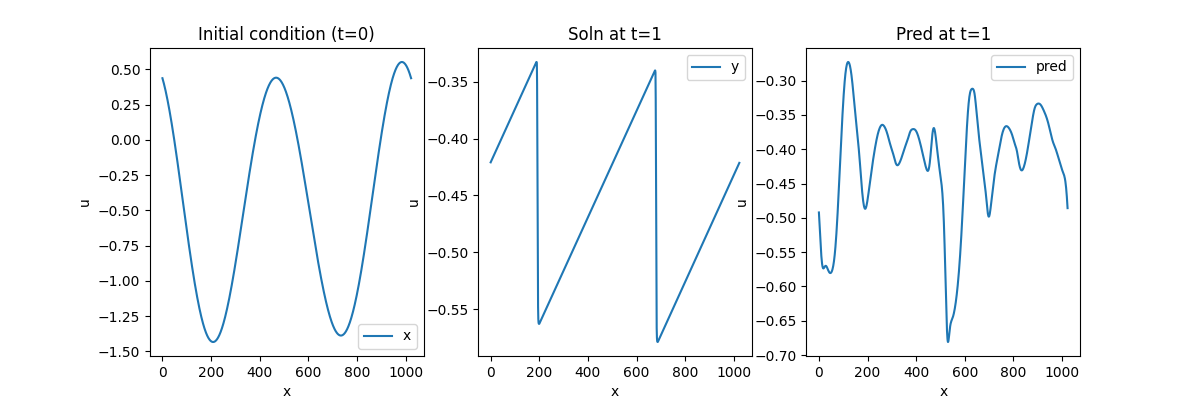 Initial condition (t=0)
u
0.50
0.25
0.00
−0.25
−0.50
−0.75
−1.00
−1.25
−1.50
x
0 200 400 600 800 1000
x
Soln at t=1
u
−0.35
−0.40
−0.45
−0.50
−0.55
y
0 200 400 600 800 1000
x
Pred at t=1
u
−0.30
−0.35
−0.40
−0.45
−0.50
−0.55
−0.60
−0.65
−0.70
pred
0 200 400 600 800 1000
x